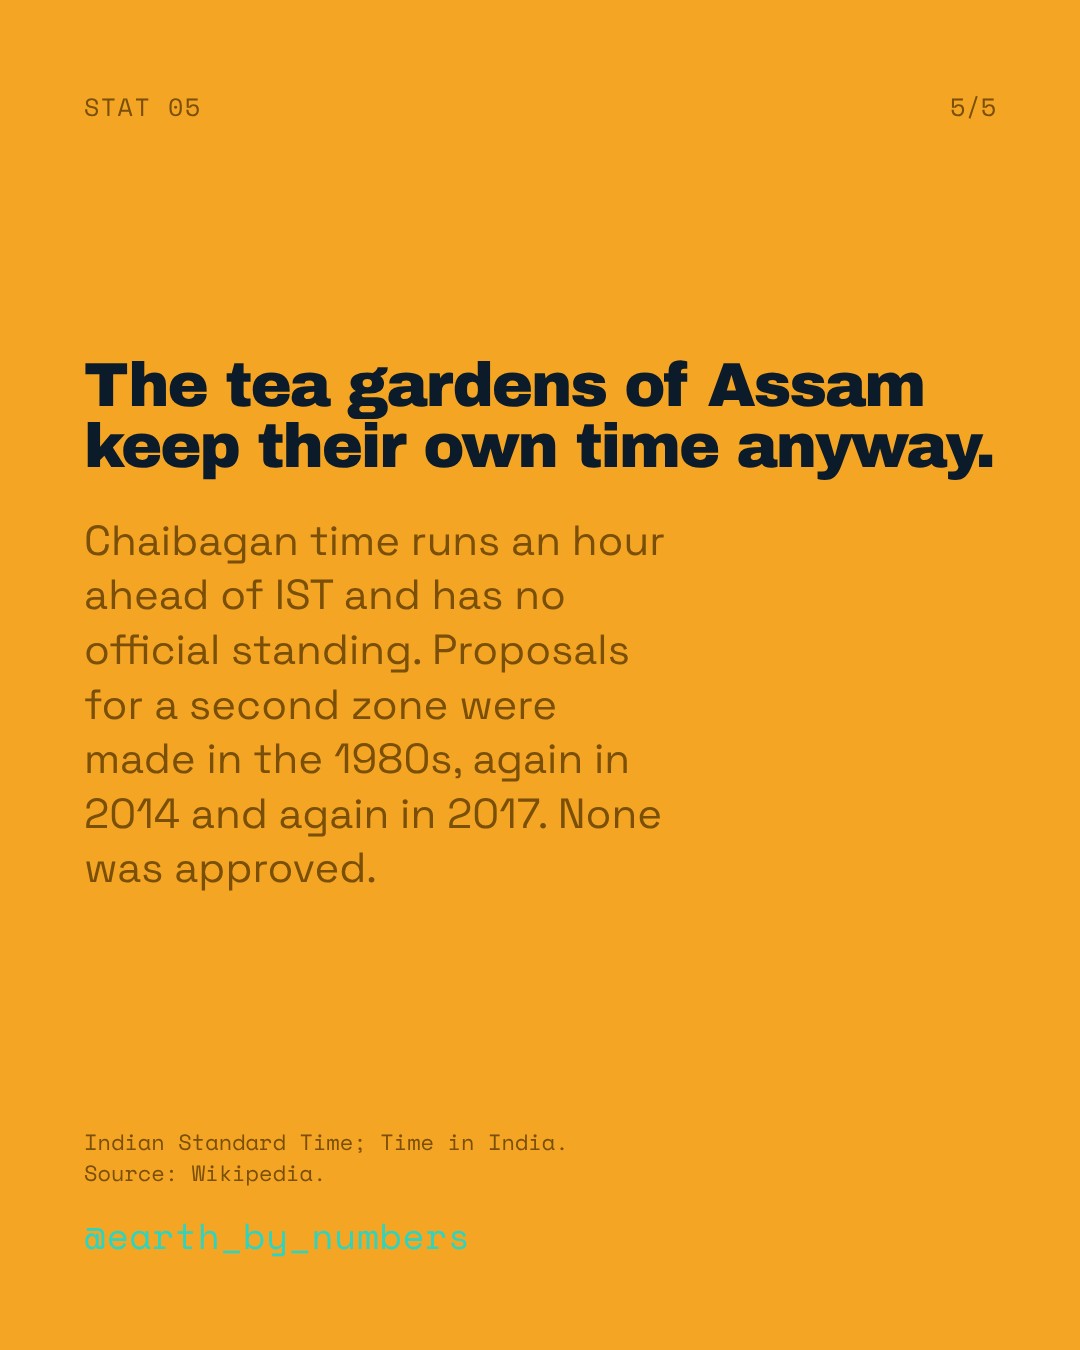 STAT 05
5/5
The tea gardens of Assam
keep their own time anyway.
Chaibagan time runs an hour
ahead of IST and has no
official standing. Proposals
for a second zone were
made in the 1980s, again in
2014 and again in 2017. None
was approved.
Indian Standard Time; Time in India.
Source: Wikipedia.
@earth_by_numbers